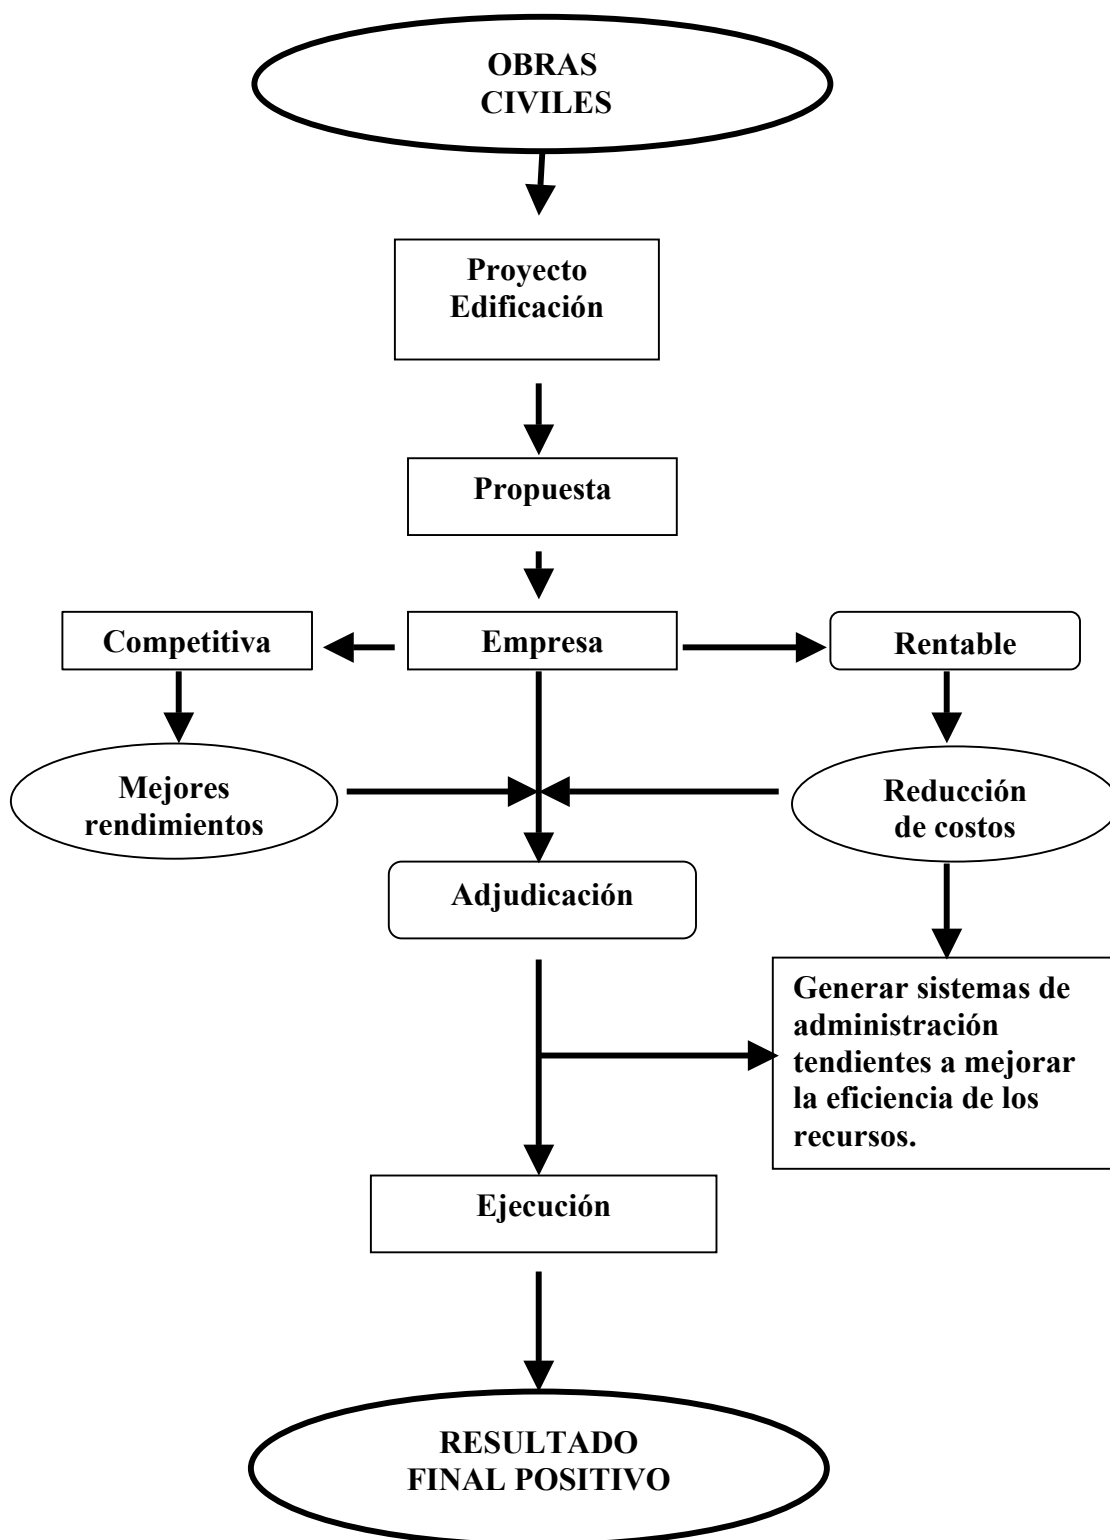 OBRAS
CIVILES
Proyecto
Edificación
Propuesta
Competitiva
Empresa
Rentable
Mejores
rendimientos
Reducción
de costos
Adjudicación
Generar sistemas de
administración
tendientes a mejorar
la eficiencia de los
recursos.
Ejecución
RESULTADO
FINAL POSITIVO